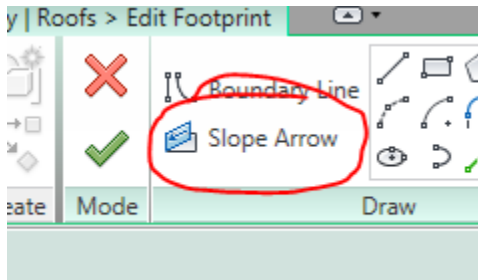 y | Roofs > Edit Footprint
Boundary Line
Slope Arrow
eate
Mode
Draw